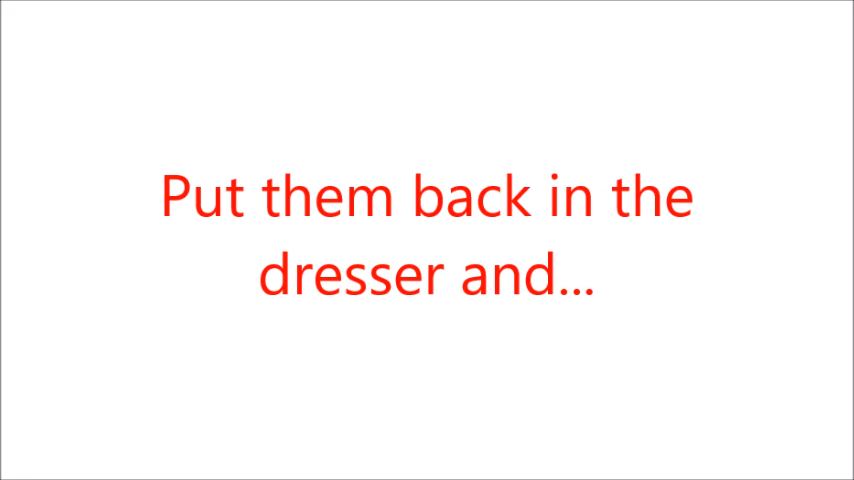 Put them back in the
dresser and...